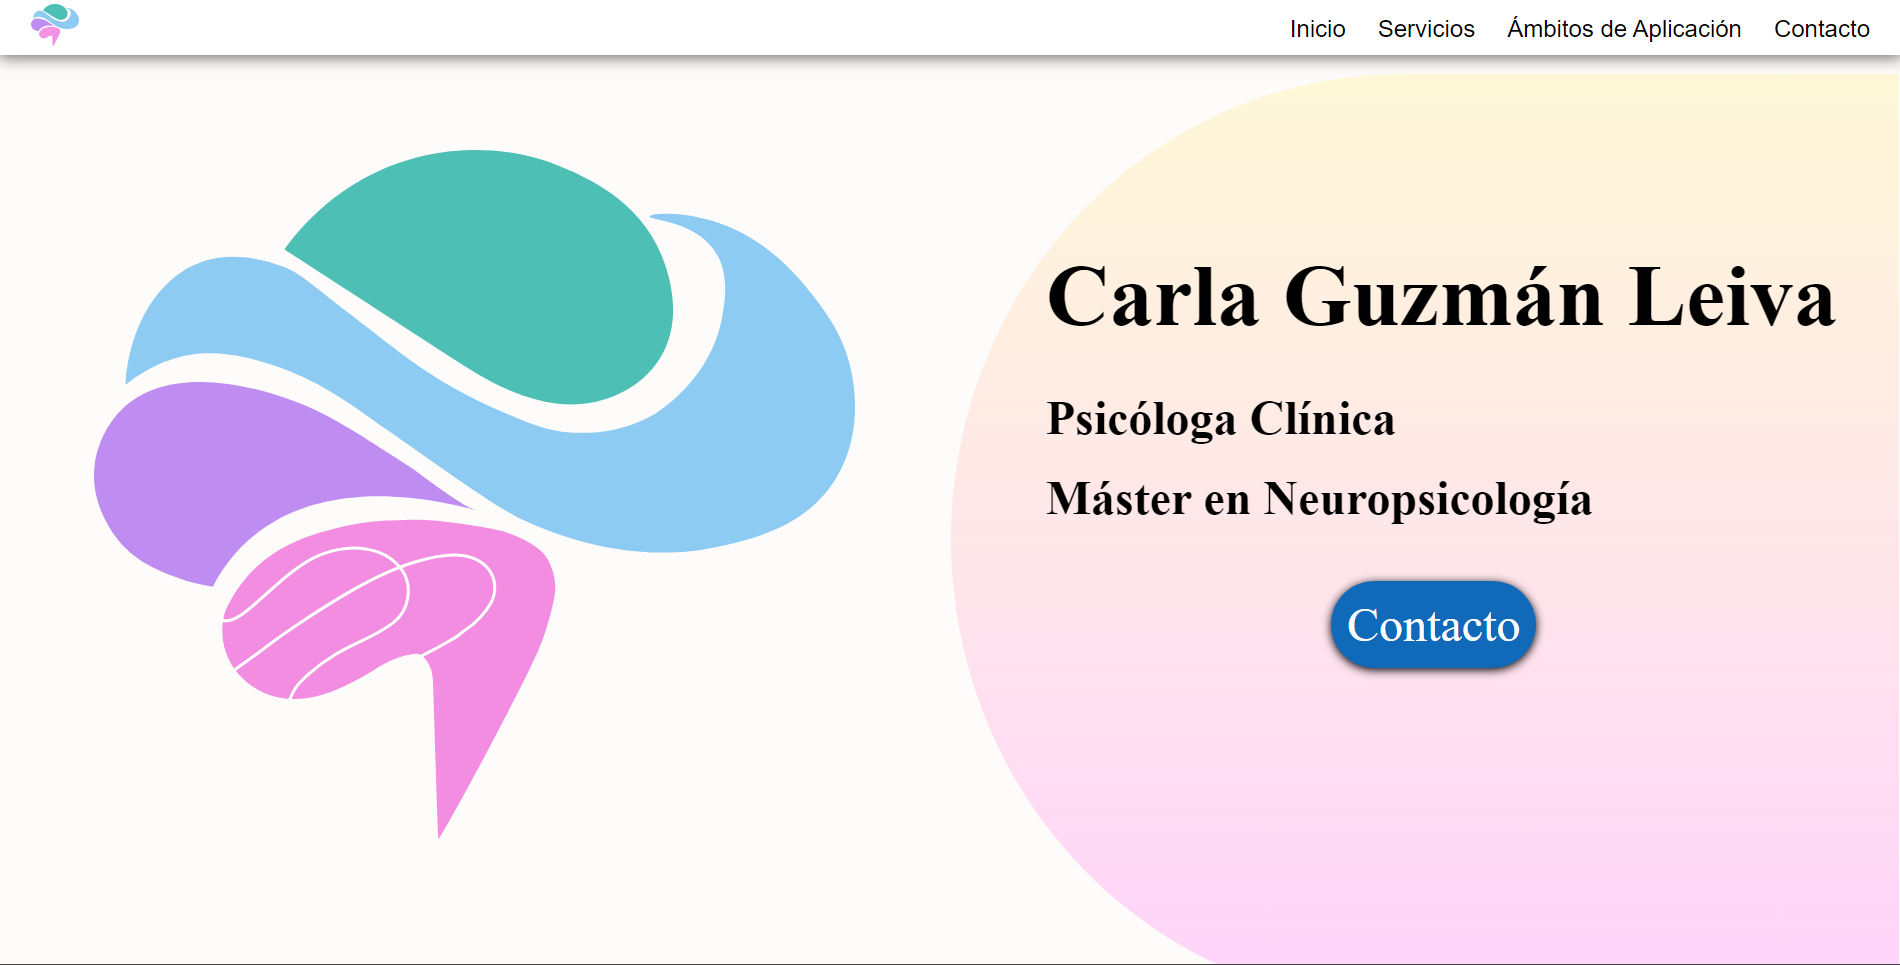 Inicio Servicios Ámbitos de Aplicación Contacto
Carla Guzmán Leiva
Psicóloga Clínica
Máster en Neuropsicología
Contacto